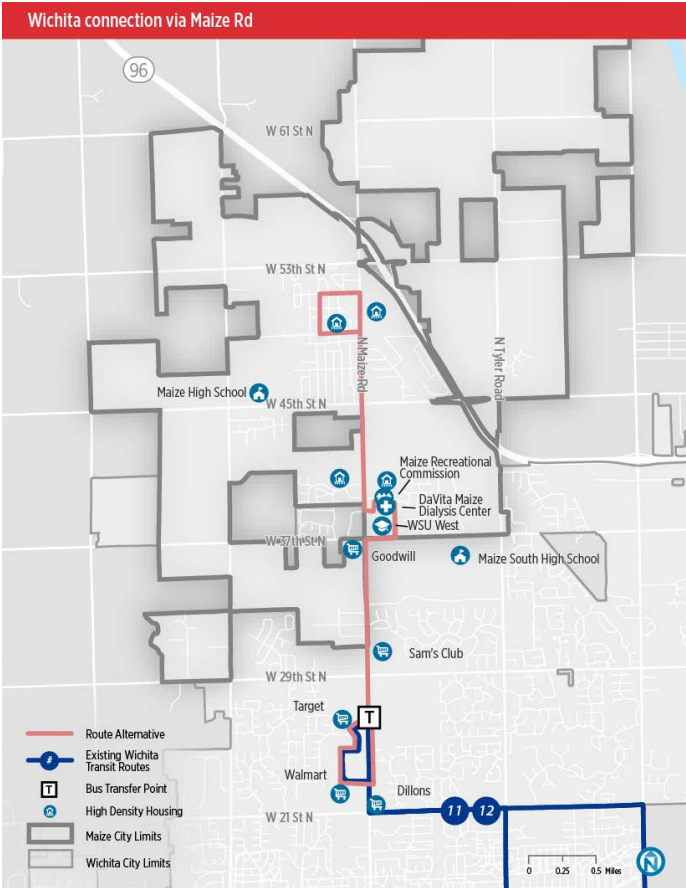 Wichita connection via Maize Rd
96
W 61 St N
W 53th St N
N Maize Rd
N Tyler Road
Maize High School
W 45th St N
Maize Recreational
Commission
DaVita Maize
Dialysis Center
WSU West
W 37th St N
Goodwill
Maize South High School
Sam's Club
W 29th St N
Target
T
Route Alternative
#
Existing Wichita
Transit Routes
T
Bus Transfer Point
High Density Housing
Maize City Limits
Wichita City Limits
Walmart
Dillons
W 21 St N
11
12
0
0.25
0.5 Miles
N